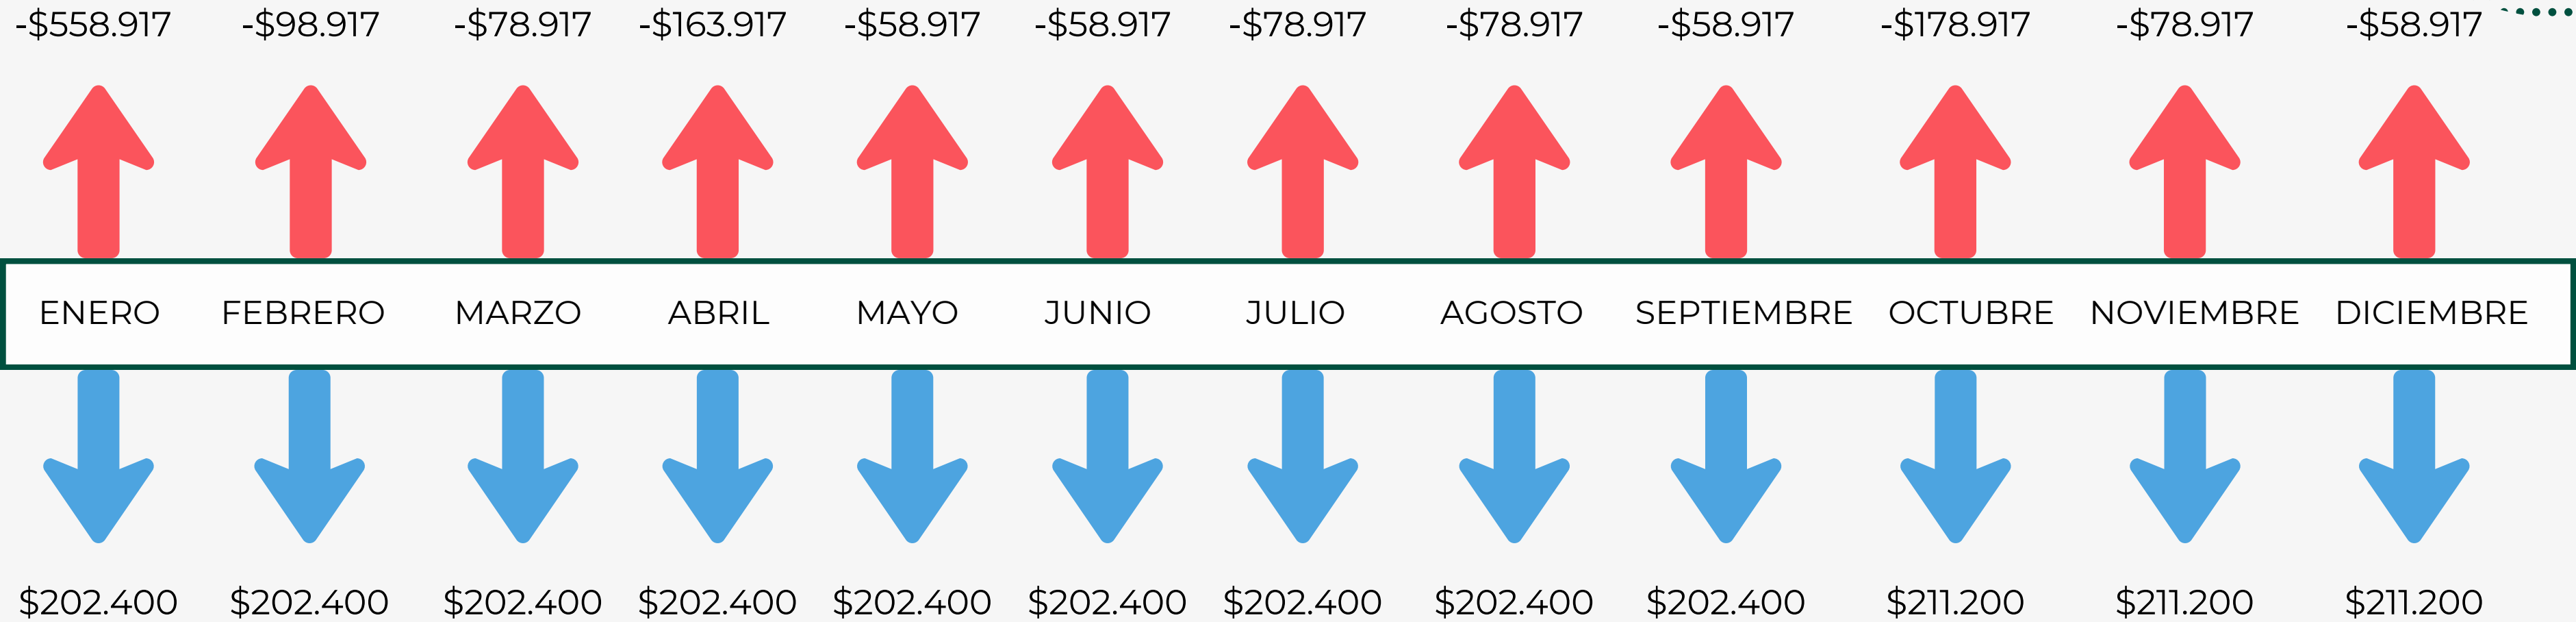 -$558.917 -$98.917 -$78.917 -$163.917 -$58.917 -$58.917 -$78.917 -$78.917 -$58.917 -$178.917 -$78.917 -$58.917
ENERO FEBRERO MARZO ABRIL MAYO JUNIO JULIO AGOSTO SEPTIEMBRE OCTUBRE NOVIEMBRE DICIEMBRE
$202.400 $202.400 $202.400 $202.400 $202.400 $202.400 $202.400 $202.400 $202.400 $211.200 $211.200 $211.200